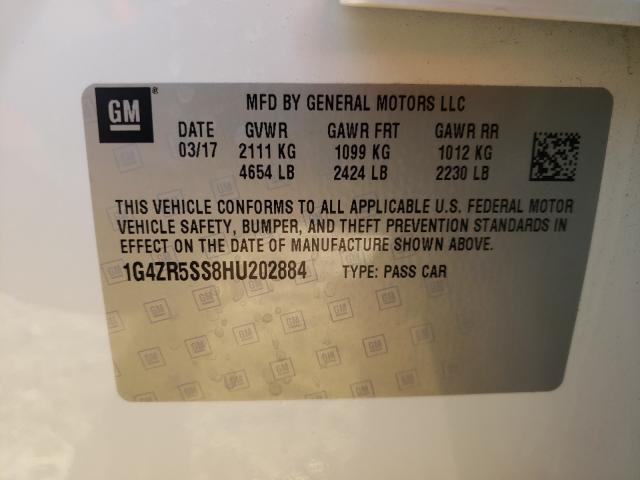 GM ®
MFD BY GENERAL MOTORS LLC
DATE GVWR GAWR FRT GAWR RR
03/17 2111 KG 1099 KG 1012 KG
4654 LB 2424 LB 2230 LB
THIS VEHICLE CONFORMS TO ALL APPLICABLE U.S. FEDERAL MOTOR
VEHICLE SAFETY, BUMPER, AND THEFT PREVENTION STANDARDS IN
EFFECT ON THE DATE OF MANUFACTURE SHOWN ABOVE.
1G4ZR5SS8HU202884 TYPE: PASS CAR